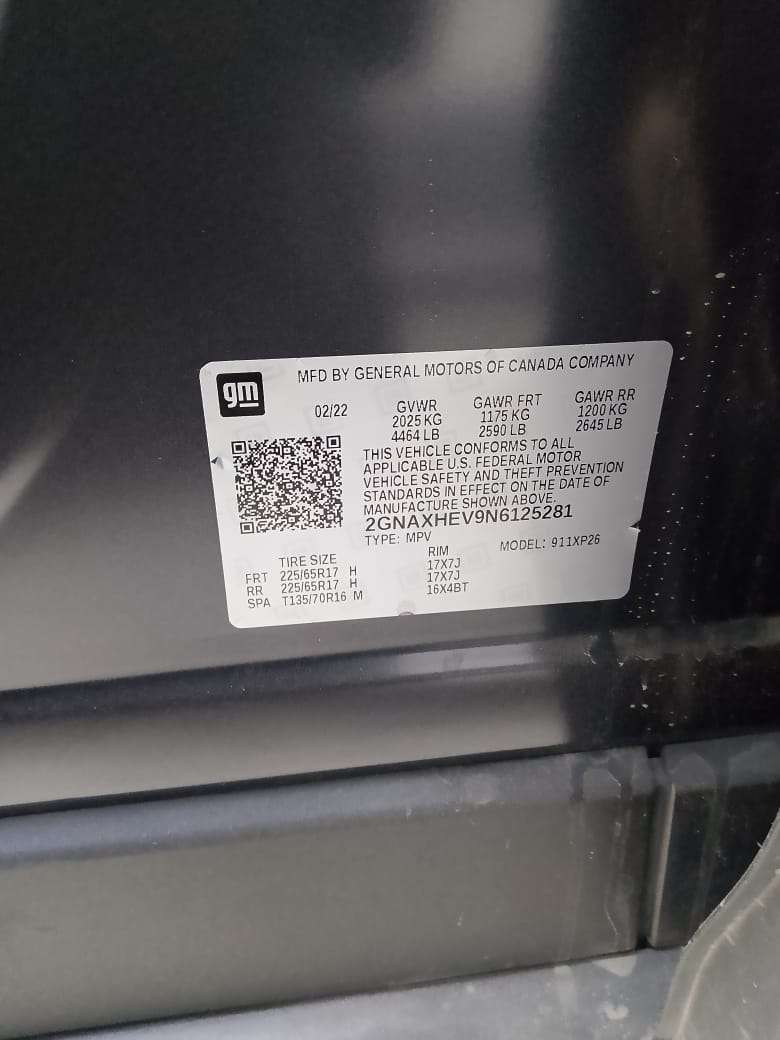 gm
MFD BY GENERAL MOTORS OF CANADA COMPANY
02/22 GVWR GAWR FRT GAWR RR
2025 KG 1175 KG 1200 KG
4464 LB 2590 LB 2645 LB
THIS VEHICLE CONFORMS TO ALL
APPLICABLE U.S. FEDERAL MOTOR
VEHICLE SAFETY AND THEFT PREVENTION
STANDARDS IN EFFECT ON THE DATE OF
MANUFACTURE SHOWN ABOVE.
2GNAXHEV9N6125281
TYPE: MPV MODEL: 911XP26
TIRE SIZE RIM
FRT 225/65R17 H 17X7J
RR 225/65R17 H 17X7J
SPA T135/70R16 M 16X4BT